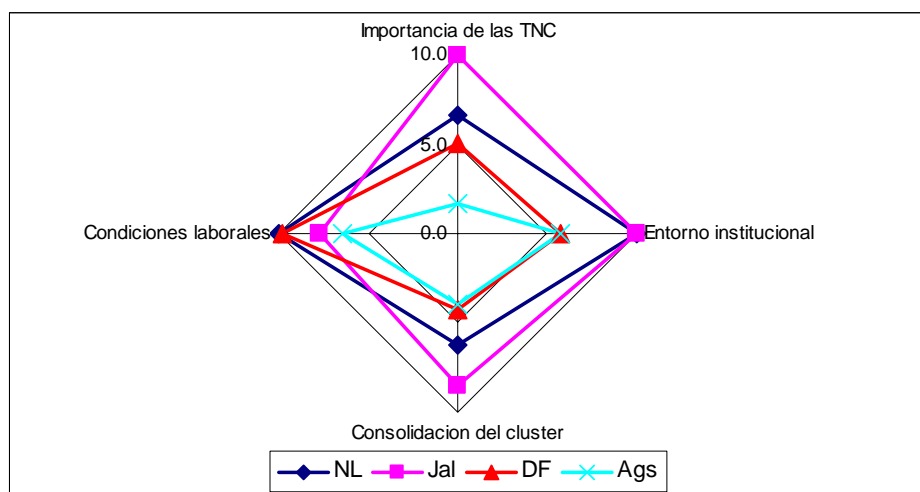 Importancia de las TNC
10.0
5.0
Condiciones laborales
0.0
Entorno institucional
Consolidacion del cluster
NL Jal DF Ags